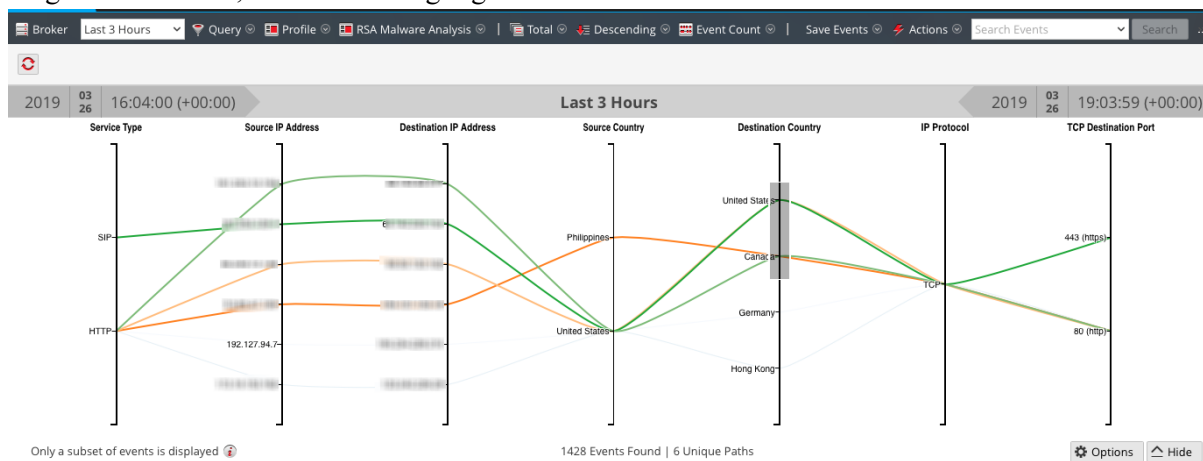 Broker Last 3 Hours Query Profile RSA Malware Analysis | Total Descending Event Count | Save Events Actions Search Events Search ..
2019 03 26 16:04:00 (+00:00) Last 3 Hours 2019 03 26 19:03:59 (+00:00)
Service Type Source IP Address Destination IP Address Source Country Destination Country IP Protocol TCP Destination Port
United States
SIP Philippines 443 (https)
Canada
TCP
Germany
HTTP United States 80 (http)
192.127.94.7
Hong Kong
Only a subset of events is displayed 1428 Events Found | 6 Unique Paths Options Hide